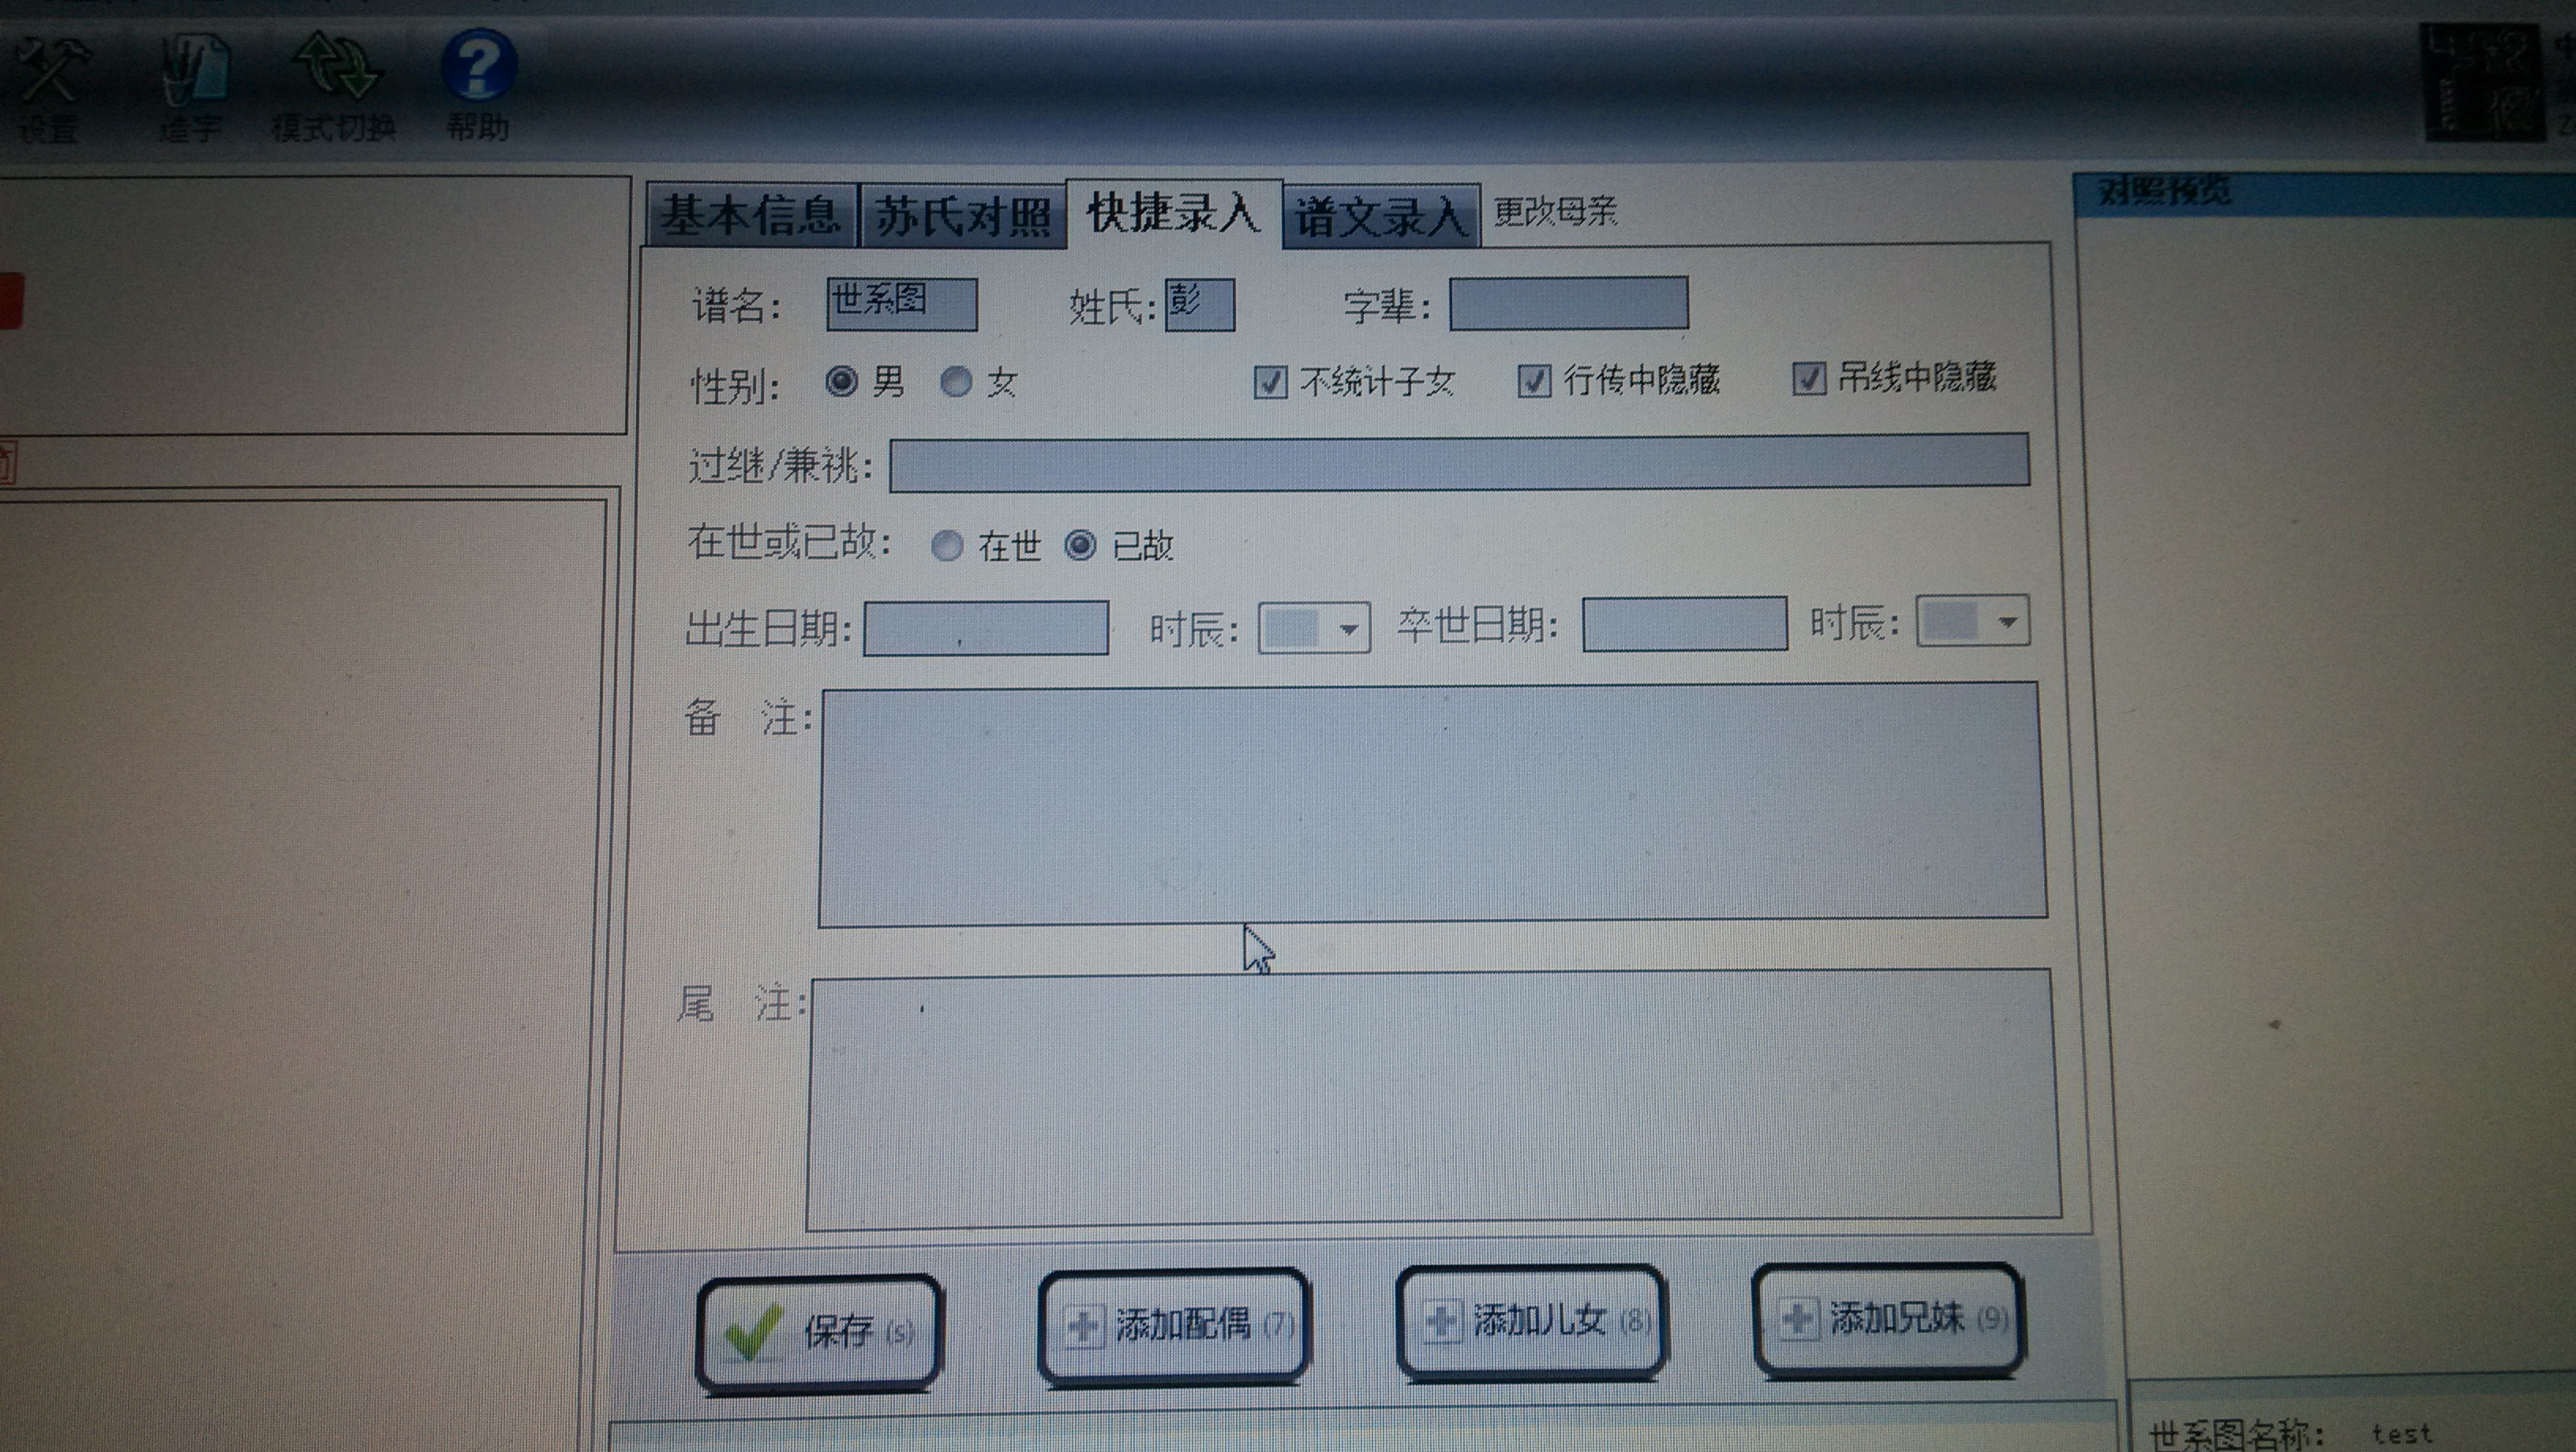 设置 造字 模式切换 帮助
基本信息 苏氏对照 快捷录入 谱文录入 更改母亲
对照预览
谱名: 世系图 姓氏: 彭 字辈:
性别: 男 女 不统计子女 行传中隐藏 吊线中隐藏
过继/兼祧:
在世或已故: 在世 已故
出生日期: 时辰: 卒世日期: 时辰:
备 注:
尾 注:
保存 (s) 添加配偶 (7) 添加儿女 (8) 添加兄妹 (9)
世系图名称: test